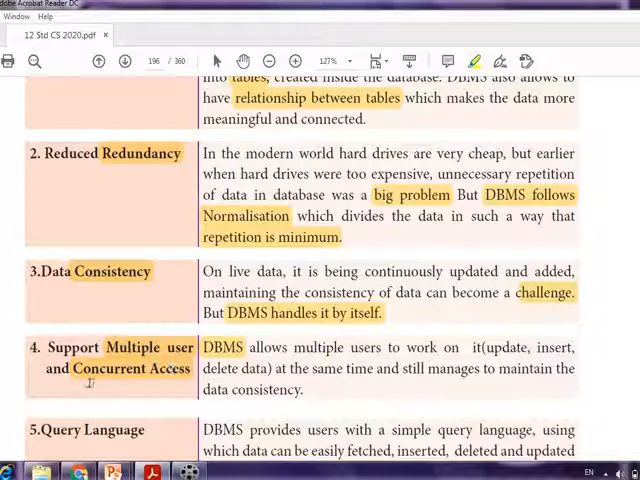 Adobe Acrobat Reader DC
Window Help
12 Std CS 2020.pdf ×
196 / 360
127%
into tables, created inside the database. DBMS also allows to
have relationship between tables which makes the data more
meaningful and connected.
2. Reduced Redundancy
In the modern world hard drives are very cheap, but earlier
when hard drives were too expensive, unnecessary repetition
of data in database was a big problem But DBMS follows
Normalisation which divides the data in such a way that
repetition is minimum.
3.Data Consistency
On live data, it is being continuously updated and added,
maintaining the consistency of data can become a challenge.
But DBMS handles it by itself.
4. Support Multiple user
and Concurrent Access
DBMS allows multiple users to work on it(update, insert,
delete data) at the same time and still manages to maintain the
data consistency.
5.Query Language
DBMS provides users with a simple query language, using
which data can be easily fetched, inserted, deleted and updated
EN